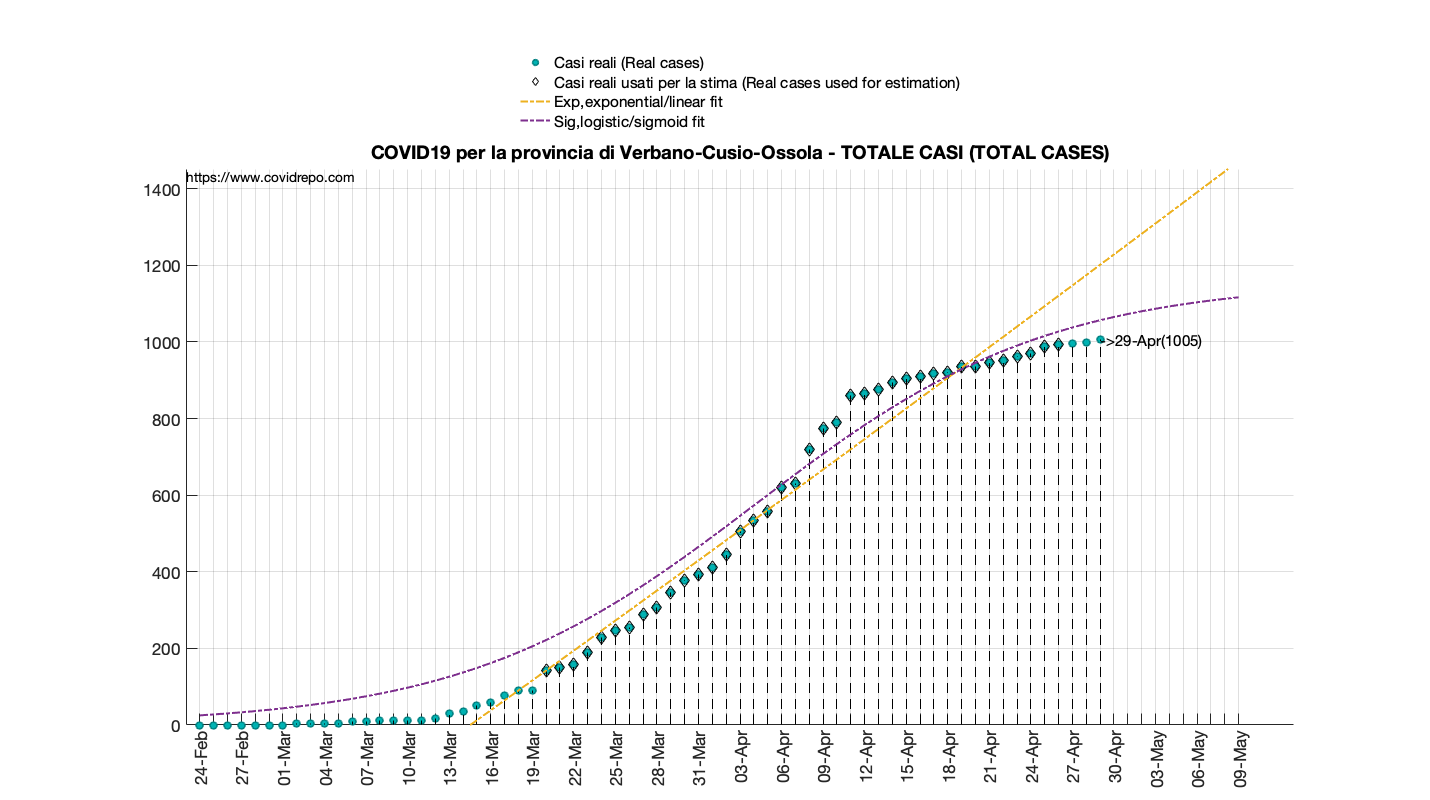 Casi reali (Real cases)
Casi reali usati per la stima (Real cases used for estimation)
Exp,exponential/linear fit
Sig,logistic/sigmoid fit
COVID19 per la provincia di Verbano-Cusio-Ossola - TOTALE CASI (TOTAL CASES)
https://www.covidrepo.com
1400
1200
1000
800
600
400
200
0
->29-Apr(1005)
24-Feb
27-Feb
01-Mar
04-Mar
07-Mar
10-Mar
13-Mar
16-Mar
19-Mar
22-Mar
25-Mar
28-Mar
31-Mar
03-Apr
06-Apr
09-Apr
12-Apr
15-Apr
18-Apr
21-Apr
24-Apr
27-Apr
30-Apr
03-May
06-May
09-May